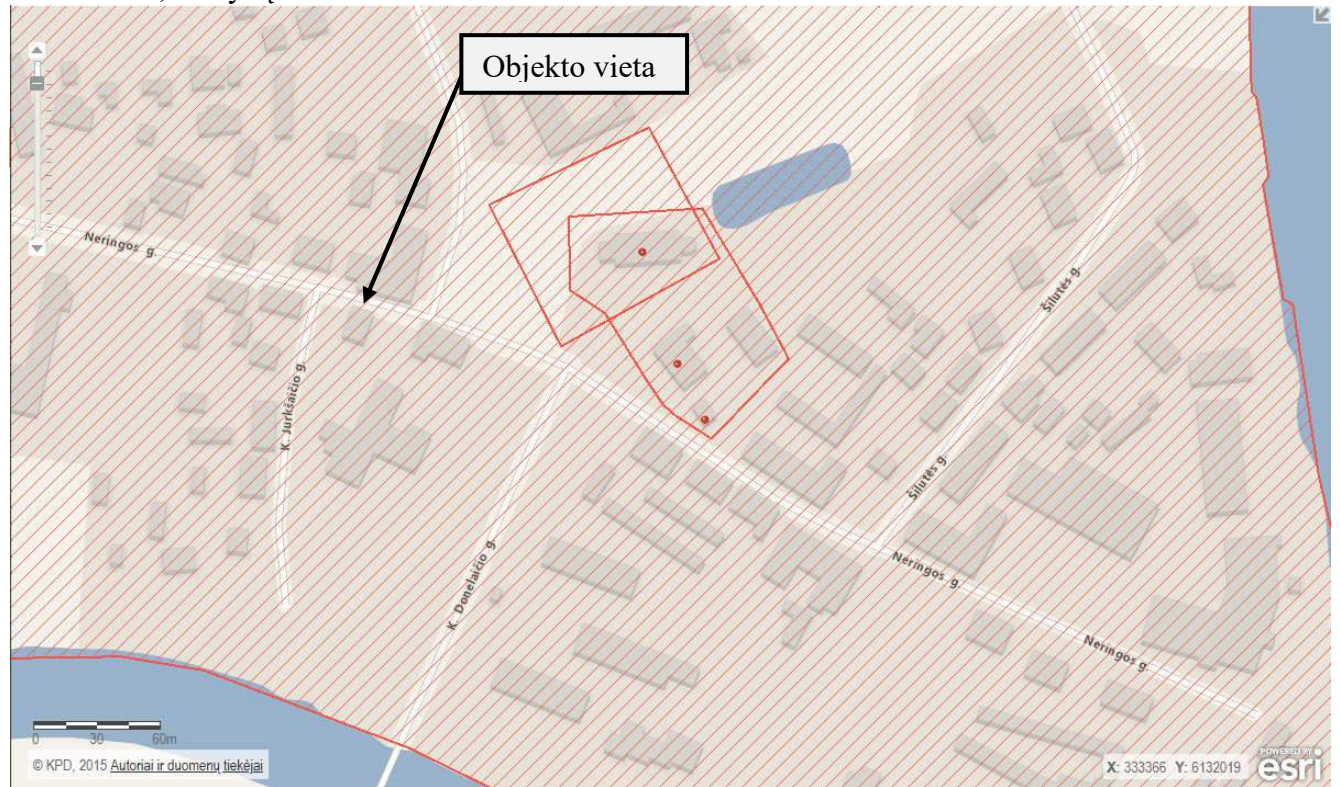 Objekto vieta
Neringos g.
Šilutės g.
K. Jurkšaičio g.
Šilutės g.
K. Donelaičio g.
Neringos g.
Neringos g.
0 30 60m
© KPD, 2015 Autoriai ir duomenų tiekėjai
X: 333366 Y: 6132019
POWERED BY
esri